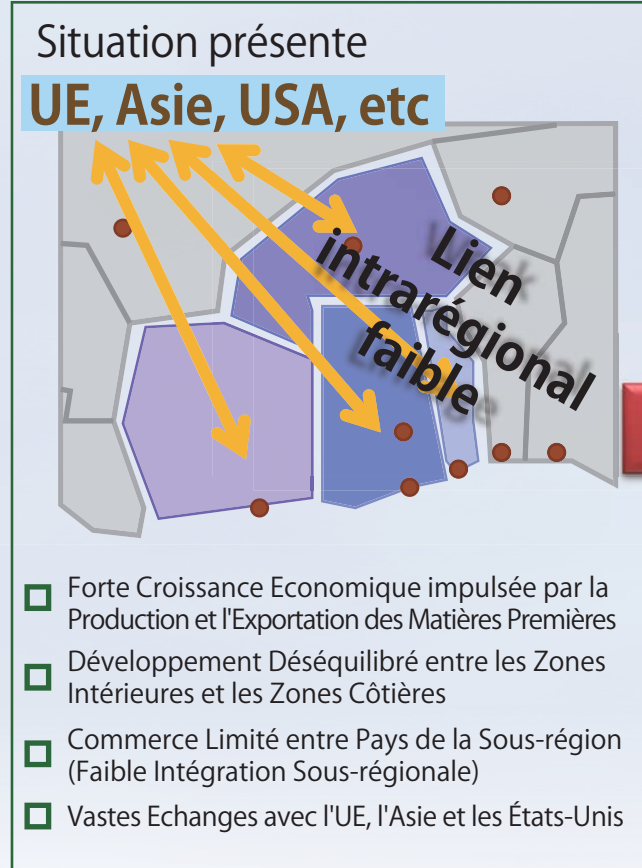 Situation présente
UE, Asie, USA, etc
Lien
intrarégional
faible
Forte Croissance Economique impulsée par la
Production et l'Exportation des Matières Premières
Développement Déséquilibré entre les Zones
Intérieures et les Zones Côtières
Commerce Limité entre Pays de la Sous-région
(Faible Intégration Sous-régionale)
Vastes Echanges avec l'UE, l'Asie et les États-Unis